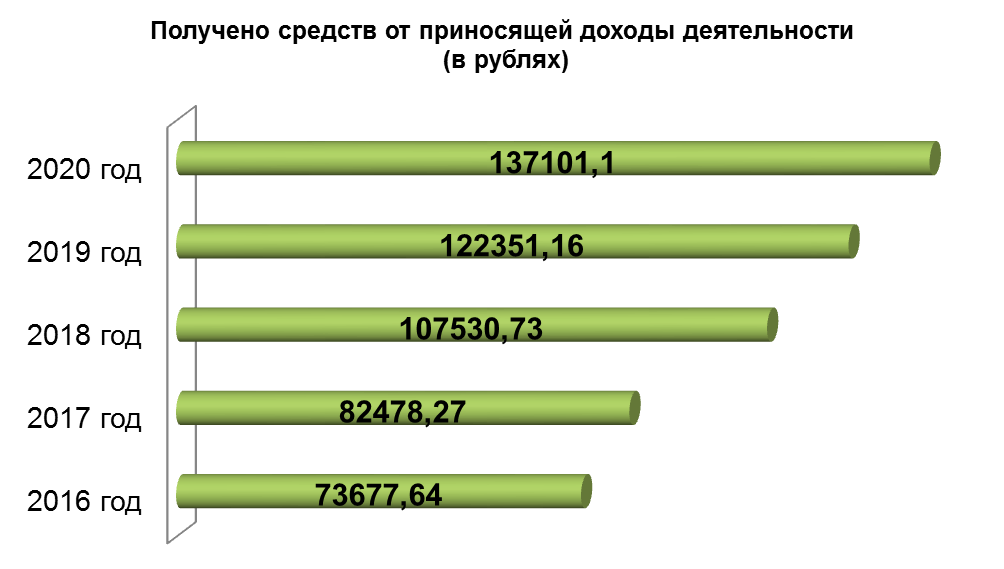 Получено средств от приносящей доходы деятельности
(в рублях)
2020 год
137101,1
2019 год
122351,16
2018 год
107530,73
2017 год
82478,27
2016 год
73677,64